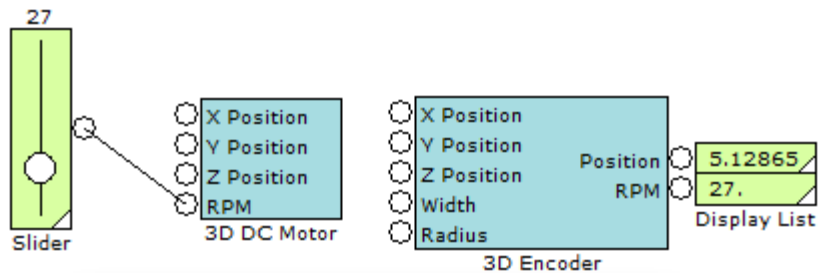 27
Slider
X Position
Y Position
Z Position
RPM
3D DC Motor
X Position
Y Position
Z Position
Width
Radius
Position
RPM
3D Encoder
5.12865
27.
Display List